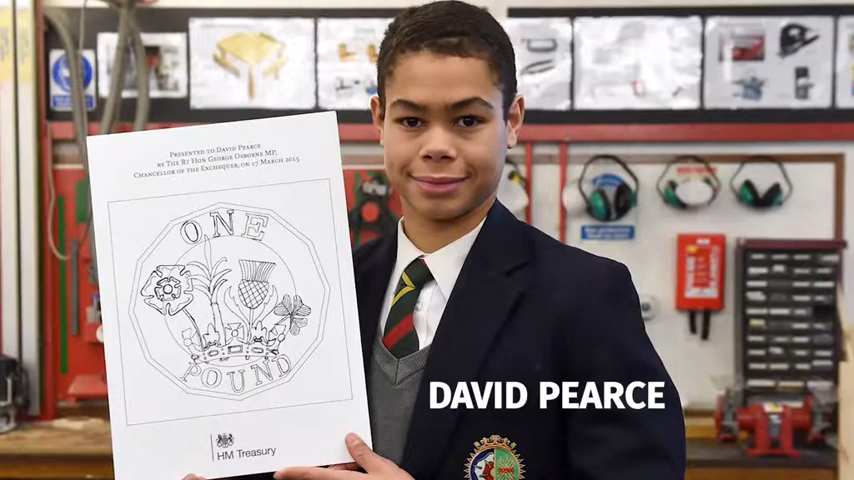 Presented to David Pearce
by The Rt Hon George Osborne MP,
Chancellor of the Exchequer, on 17 March 2015
ONE
POUND
HM Treasury
DAVID PEARCE